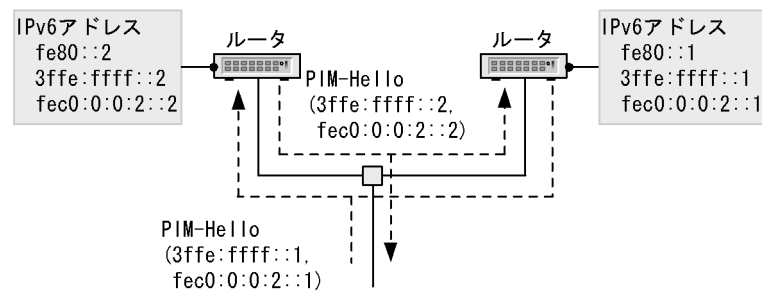 IPv6アドレス
fe80::2
3ffe:ffff::2
fec0:0:0:2::2
ルータ
ルータ
IPv6アドレス
fe80::1
3ffe:ffff::1
fec0:0:0:2::1
PIM-Hello
(3ffe:ffff::2,
fec0:0:0:2::2)
PIM-Hello
(3ffe:ffff::1,
fec0:0:0:2::1)